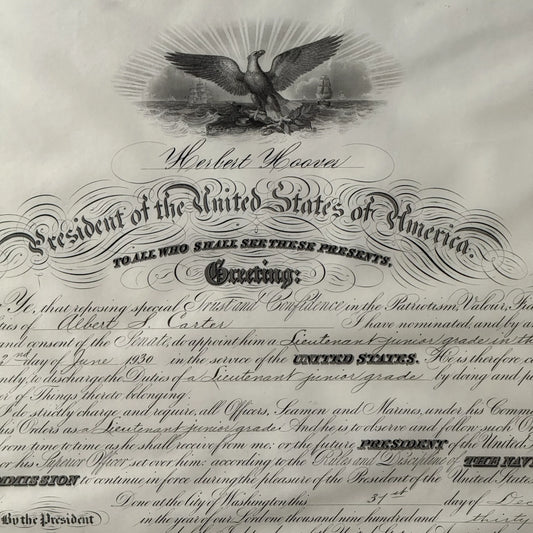 Herbert Hoover
President of the United States of America.
TO ALL WHO SHALL SEE THESE PRESENTS,
Greeting:
Ye, that reposing special Trust and Confidence in the Patriotism, Valour, Fid
ties of Albert S. Carter I have nominated, and by an
and consent of the Senate, do appoint him a Lieutenant junior grade in th
2nd day of June 1930 in the service of the UNITED STATES. He is therefore c
ntly, to discharge the Duties of a Lieutenant junior grade by doing and pe
r of Things thereto belonging.
I do strictly charge, and require, all Officers, Seamen and Marines, under his Comma
his Orders as a Lieutenant junior grade And he is to observe and follow such Or
from time to time as he shall receive from me; or the future PRESIDENT of the United
or his Superior Officer set over him, according to the Rules and Discipline of THE NAV
MMISSION to continue in force during the pleasure of the President of the United State
Done at the City of Washington this 31st day of Dec
By the President in the year of our Lord one thousand nine hundred and thirty